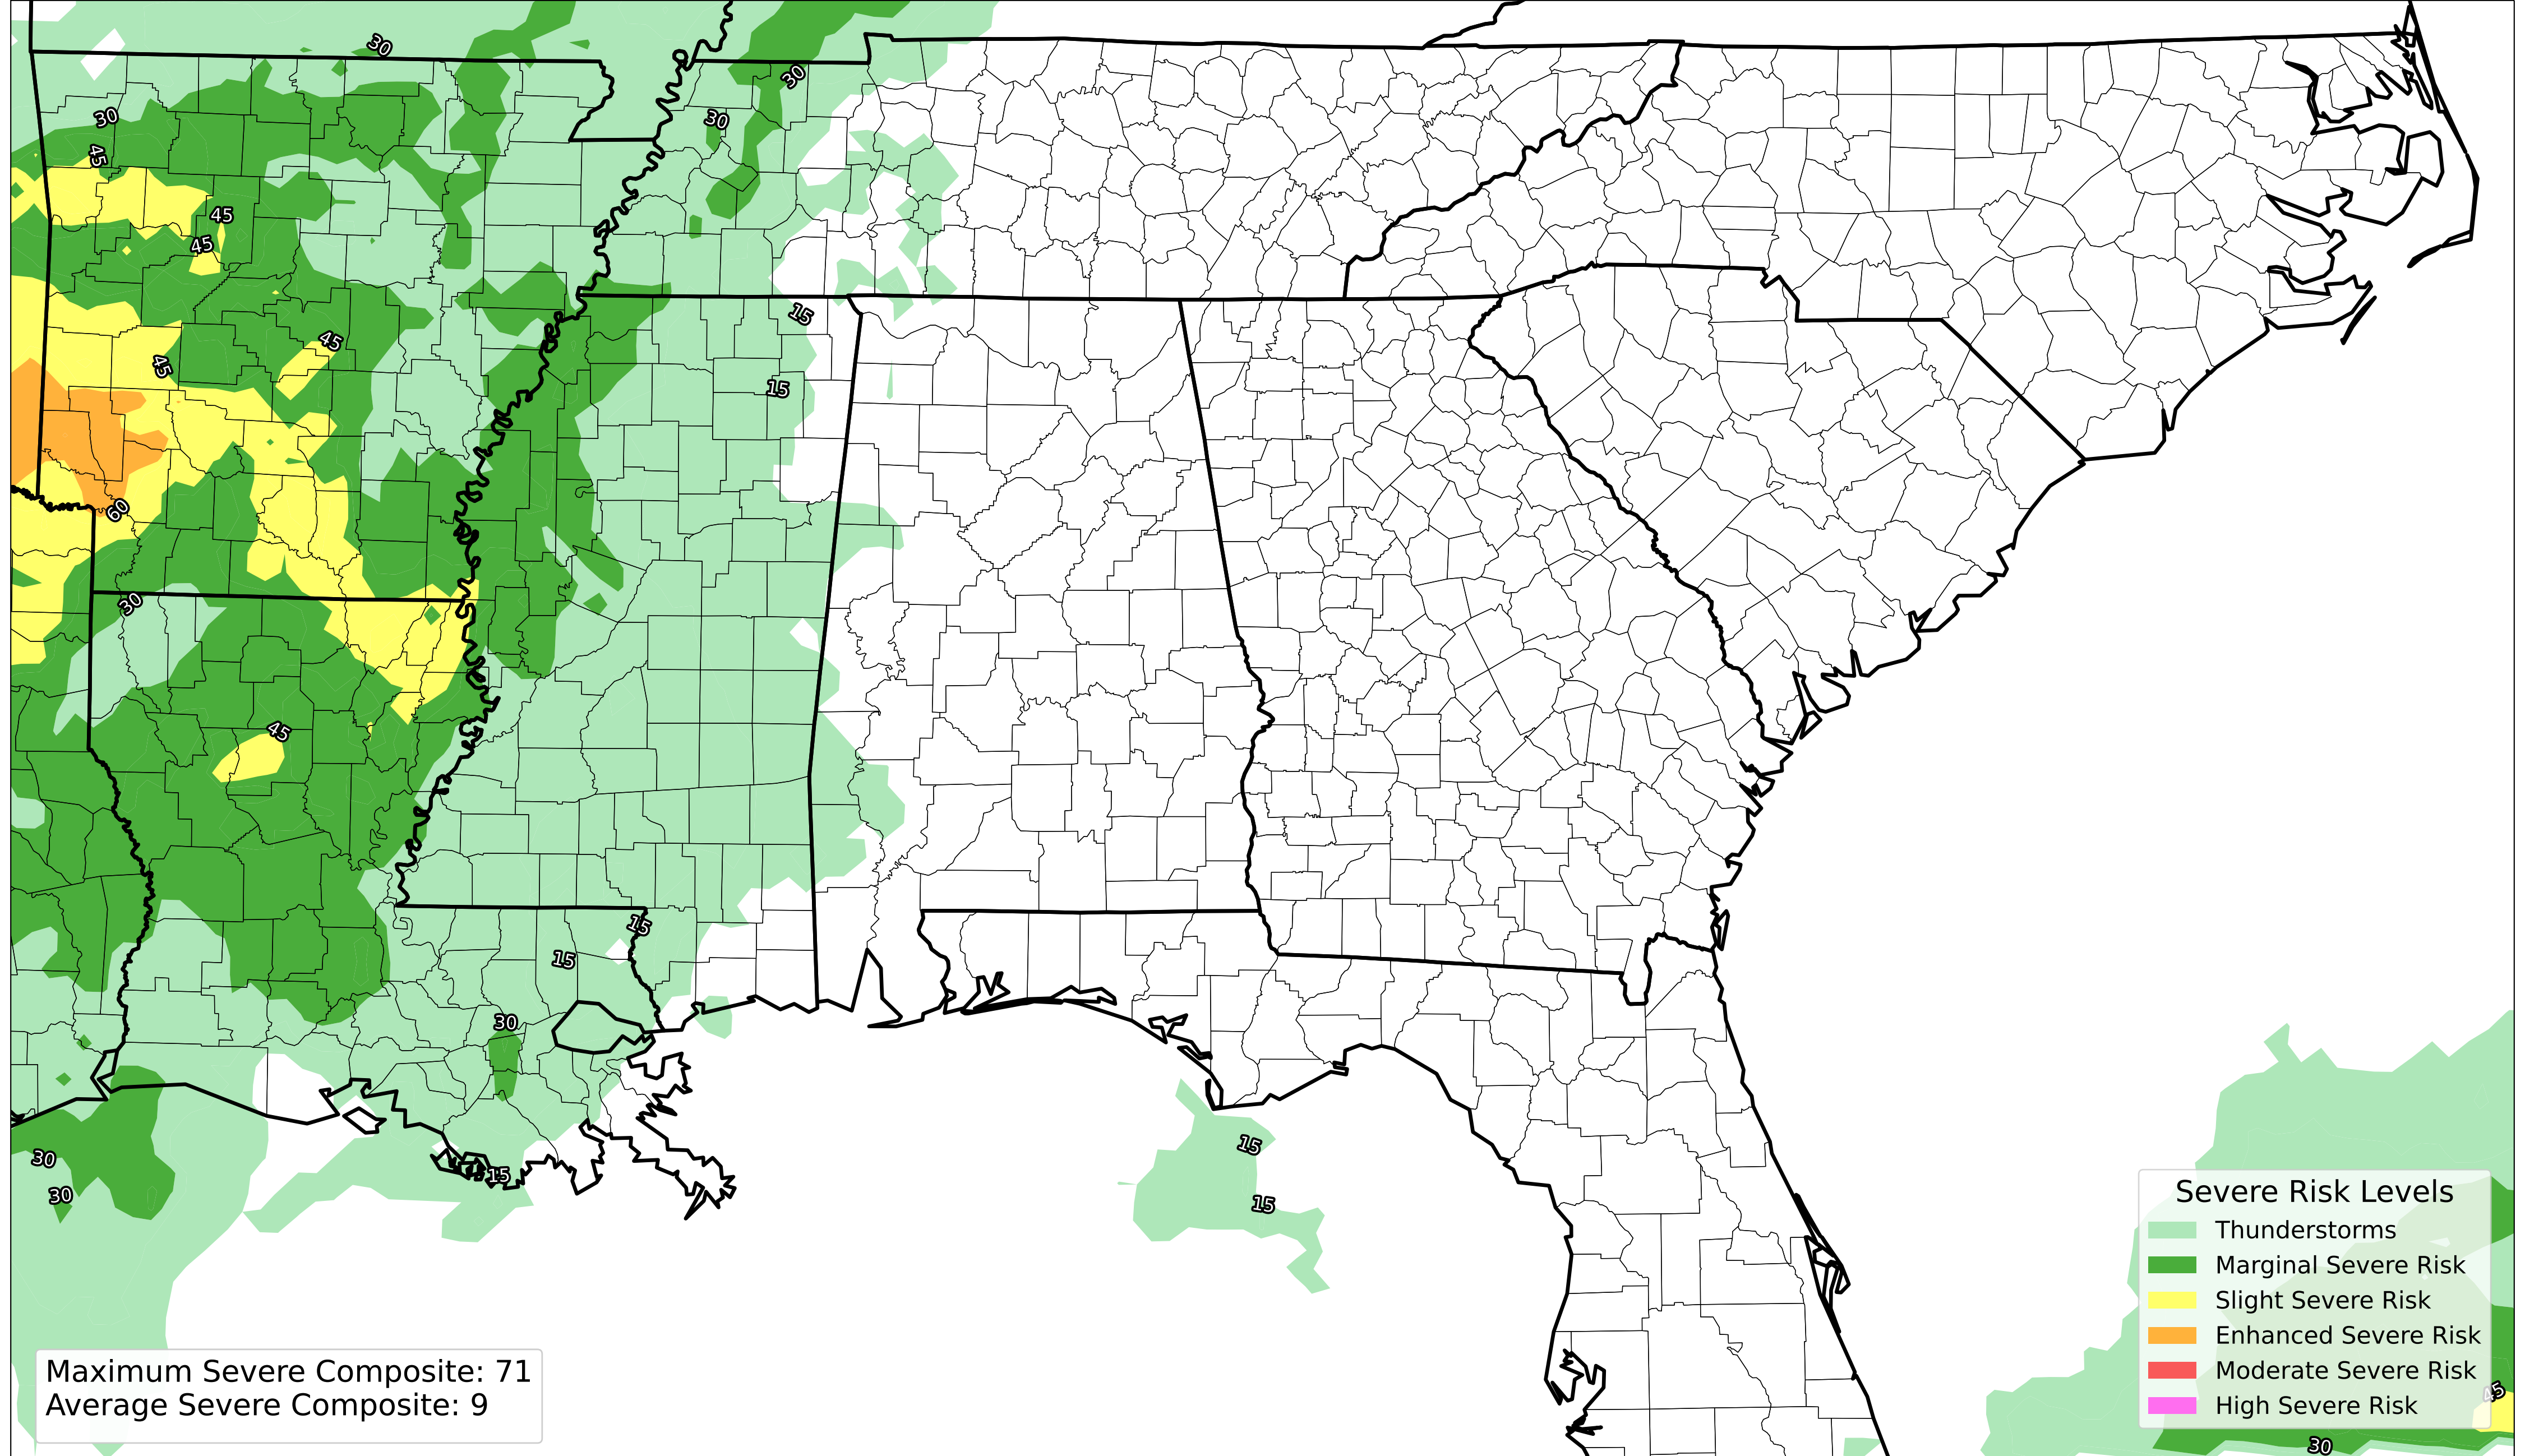 30
30
30
30
45
45
45
15
45
45
15
60
30
45
15
15
30
15
30
15
30
15
Severe Risk Levels
Thunderstorms
Marginal Severe Risk
Slight Severe Risk
Enhanced Severe Risk
Moderate Severe Risk
High Severe Risk
Maximum Severe Composite: 71
Average Severe Composite: 9
45
30